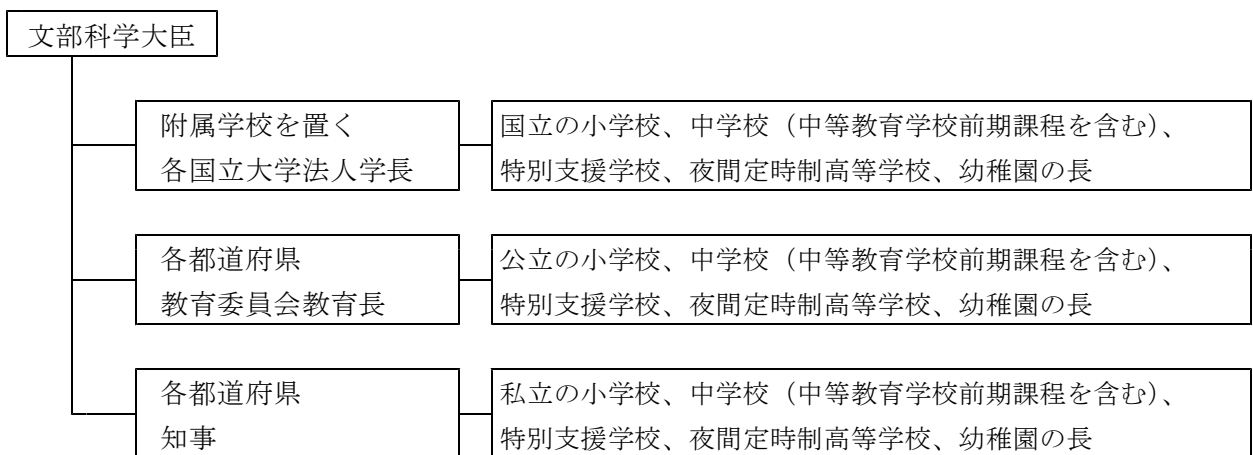 文部科学大臣
附属学校を置く
各国立大学法人学長
国立の小学校、中学校（中等教育学校前期課程を含む）、
特別支援学校、夜間定時制高等学校、幼稚園の長
各都道府県
教育委員会教育長
公立の小学校、中学校（中等教育学校前期課程を含む）、
特別支援学校、夜間定時制高等学校、幼稚園の長
各都道府県
知事
私立の小学校、中学校（中等教育学校前期課程を含む）、
特別支援学校、夜間定時制高等学校、幼稚園の長